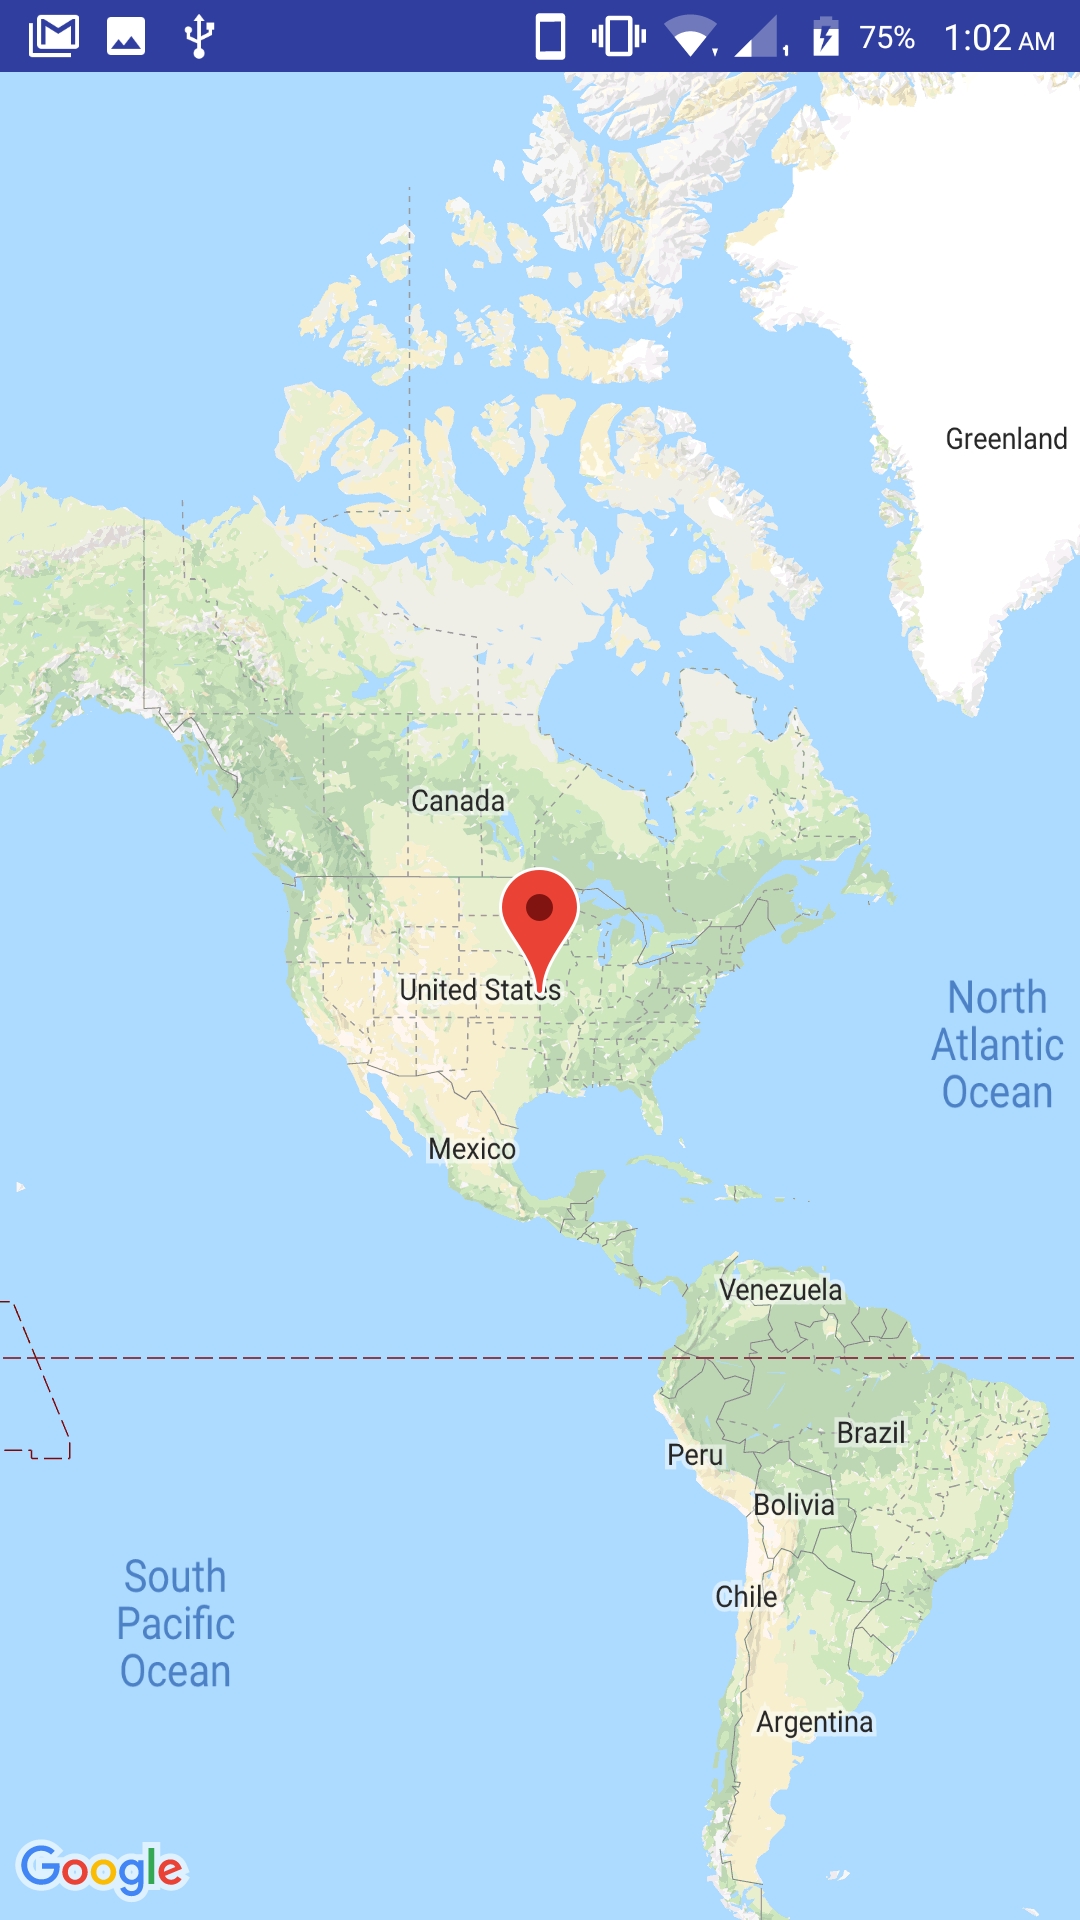 75% 1:02 AM
Greenland
Canada
United States
North
Atlantic
Ocean
Mexico
Venezuela
Brazil
Peru
Bolivia
South
Pacific
Ocean
Chile
Argentina
Google